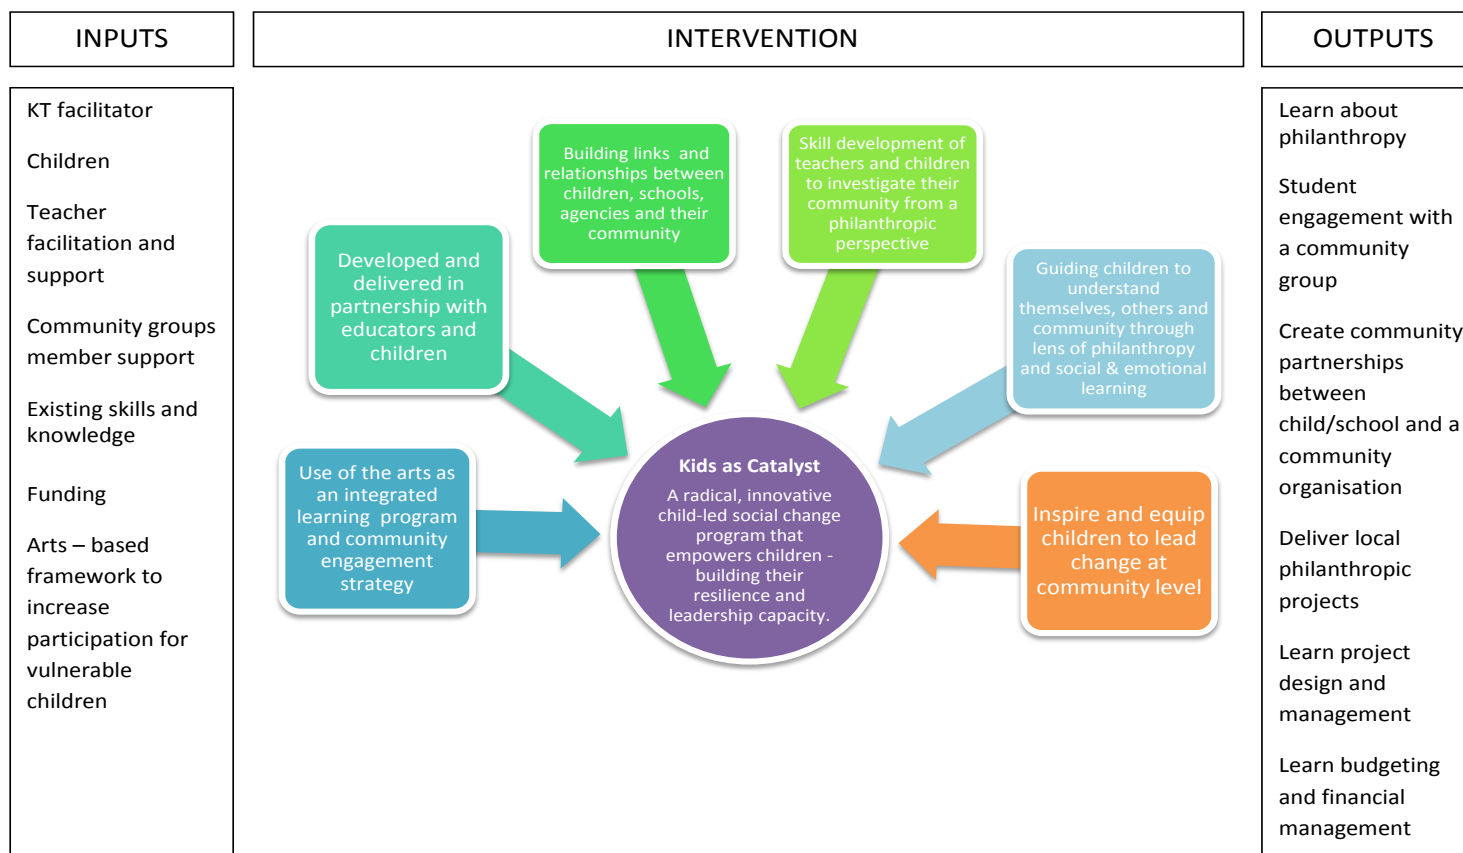 INPUTS
INTERVENTION
OUTPUTS
KT facilitator
Children
Teacher
facilitation and
support
Community groups
member support
Existing skills and
knowledge
Funding
Arts – based
framework to
increase
participation for
vulnerable
children
Use of the arts as
an integrated
learning program
and community
engagement
strategy
Developed and
delivered in
partnership with
educators and
children
Building links and
relationships between
children, schools,
agencies and their
community
Skill development of
teachers and children
to investigate their
community from a
philanthropic
perspective
Guiding children to
understand
themselves, others and
community through
lens of philanthropy
and social & emotional
learning
Inspire and equip
children to lead
change at
community level
Kids as Catalyst
A radical, innovative
child-led social change
program that
empowers children -
building their
resilience and
leadership capacity.
Learn about
philanthropy
Student
engagement with
a community
group
Create community
partnerships
between
child/school and a
community
organisation
Deliver local
philanthropic
projects
Learn project
design and
management
Learn budgeting
and financial
management